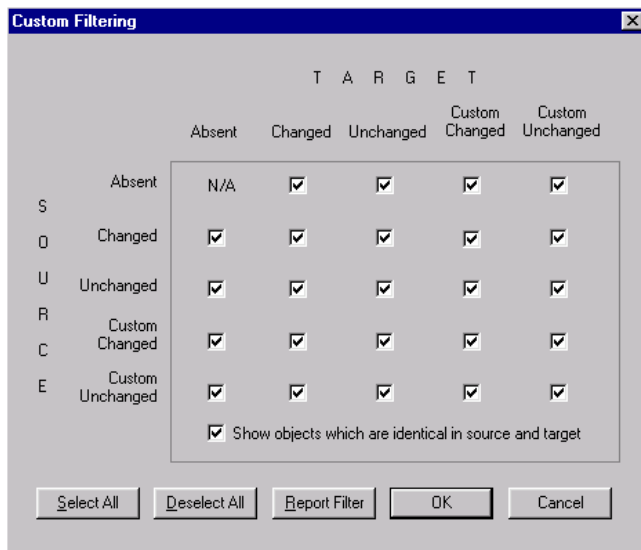 Custom Filtering
T A R G E T
Absent Changed Unchanged Custom Changed Custom Unchanged
SOURCE
Absent N/A
Changed
Unchanged
Custom Changed
Custom Unchanged
Show objects which are identical in source and target
Select All Deselect All Report Filter OK Cancel